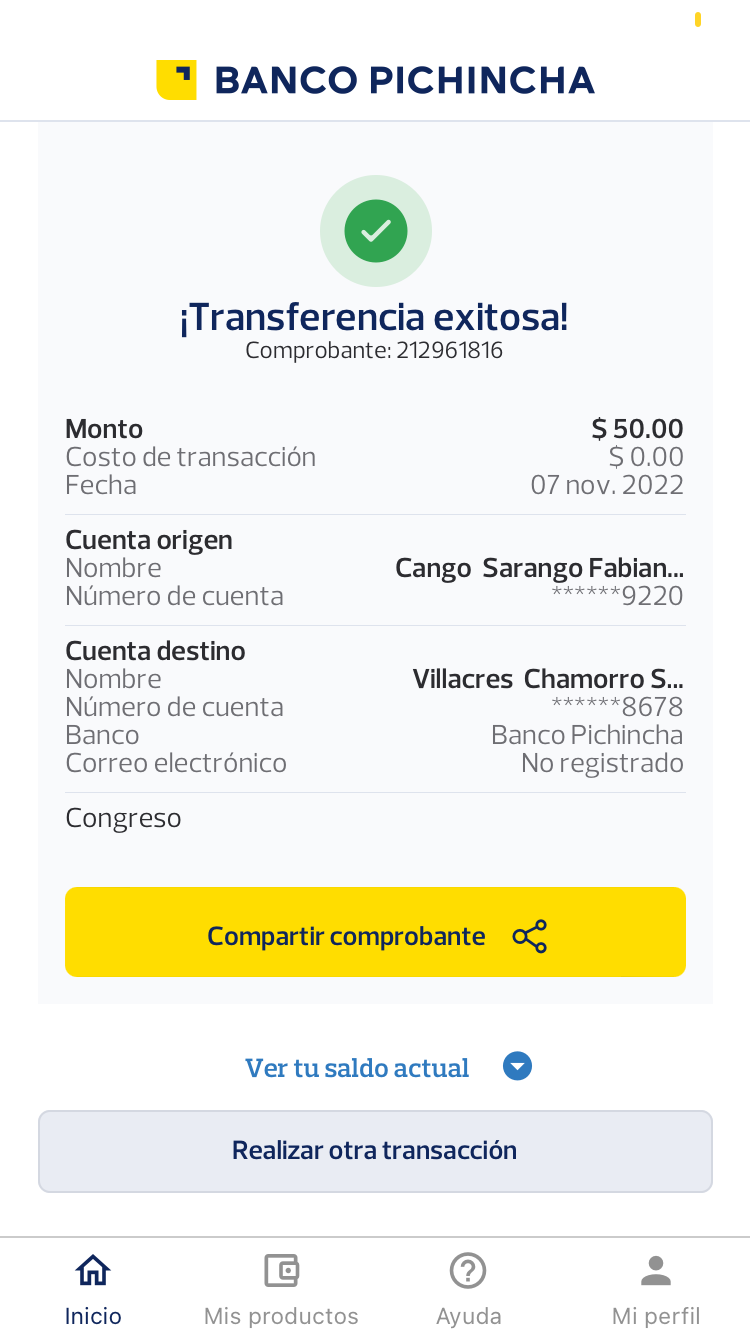 BANCO PICHINCHA
¡Transferencia exitosa!
Comprobante: 212961816
Monto $ 50.00
Costo de transacción $ 0.00
Fecha 07 nov. 2022
Cuenta origen
Nombre Cango  Sarango Fabian...
Número de cuenta ******9220
Cuenta destino
Nombre Villacres  Chamorro S...
Número de cuenta ******8678
Banco Banco Pichincha
Correo electrónico No registrado
Congreso
Compartir comprobante
Ver tu saldo actual
Realizar otra transacción
Inicio Mis productos Ayuda Mi perfil